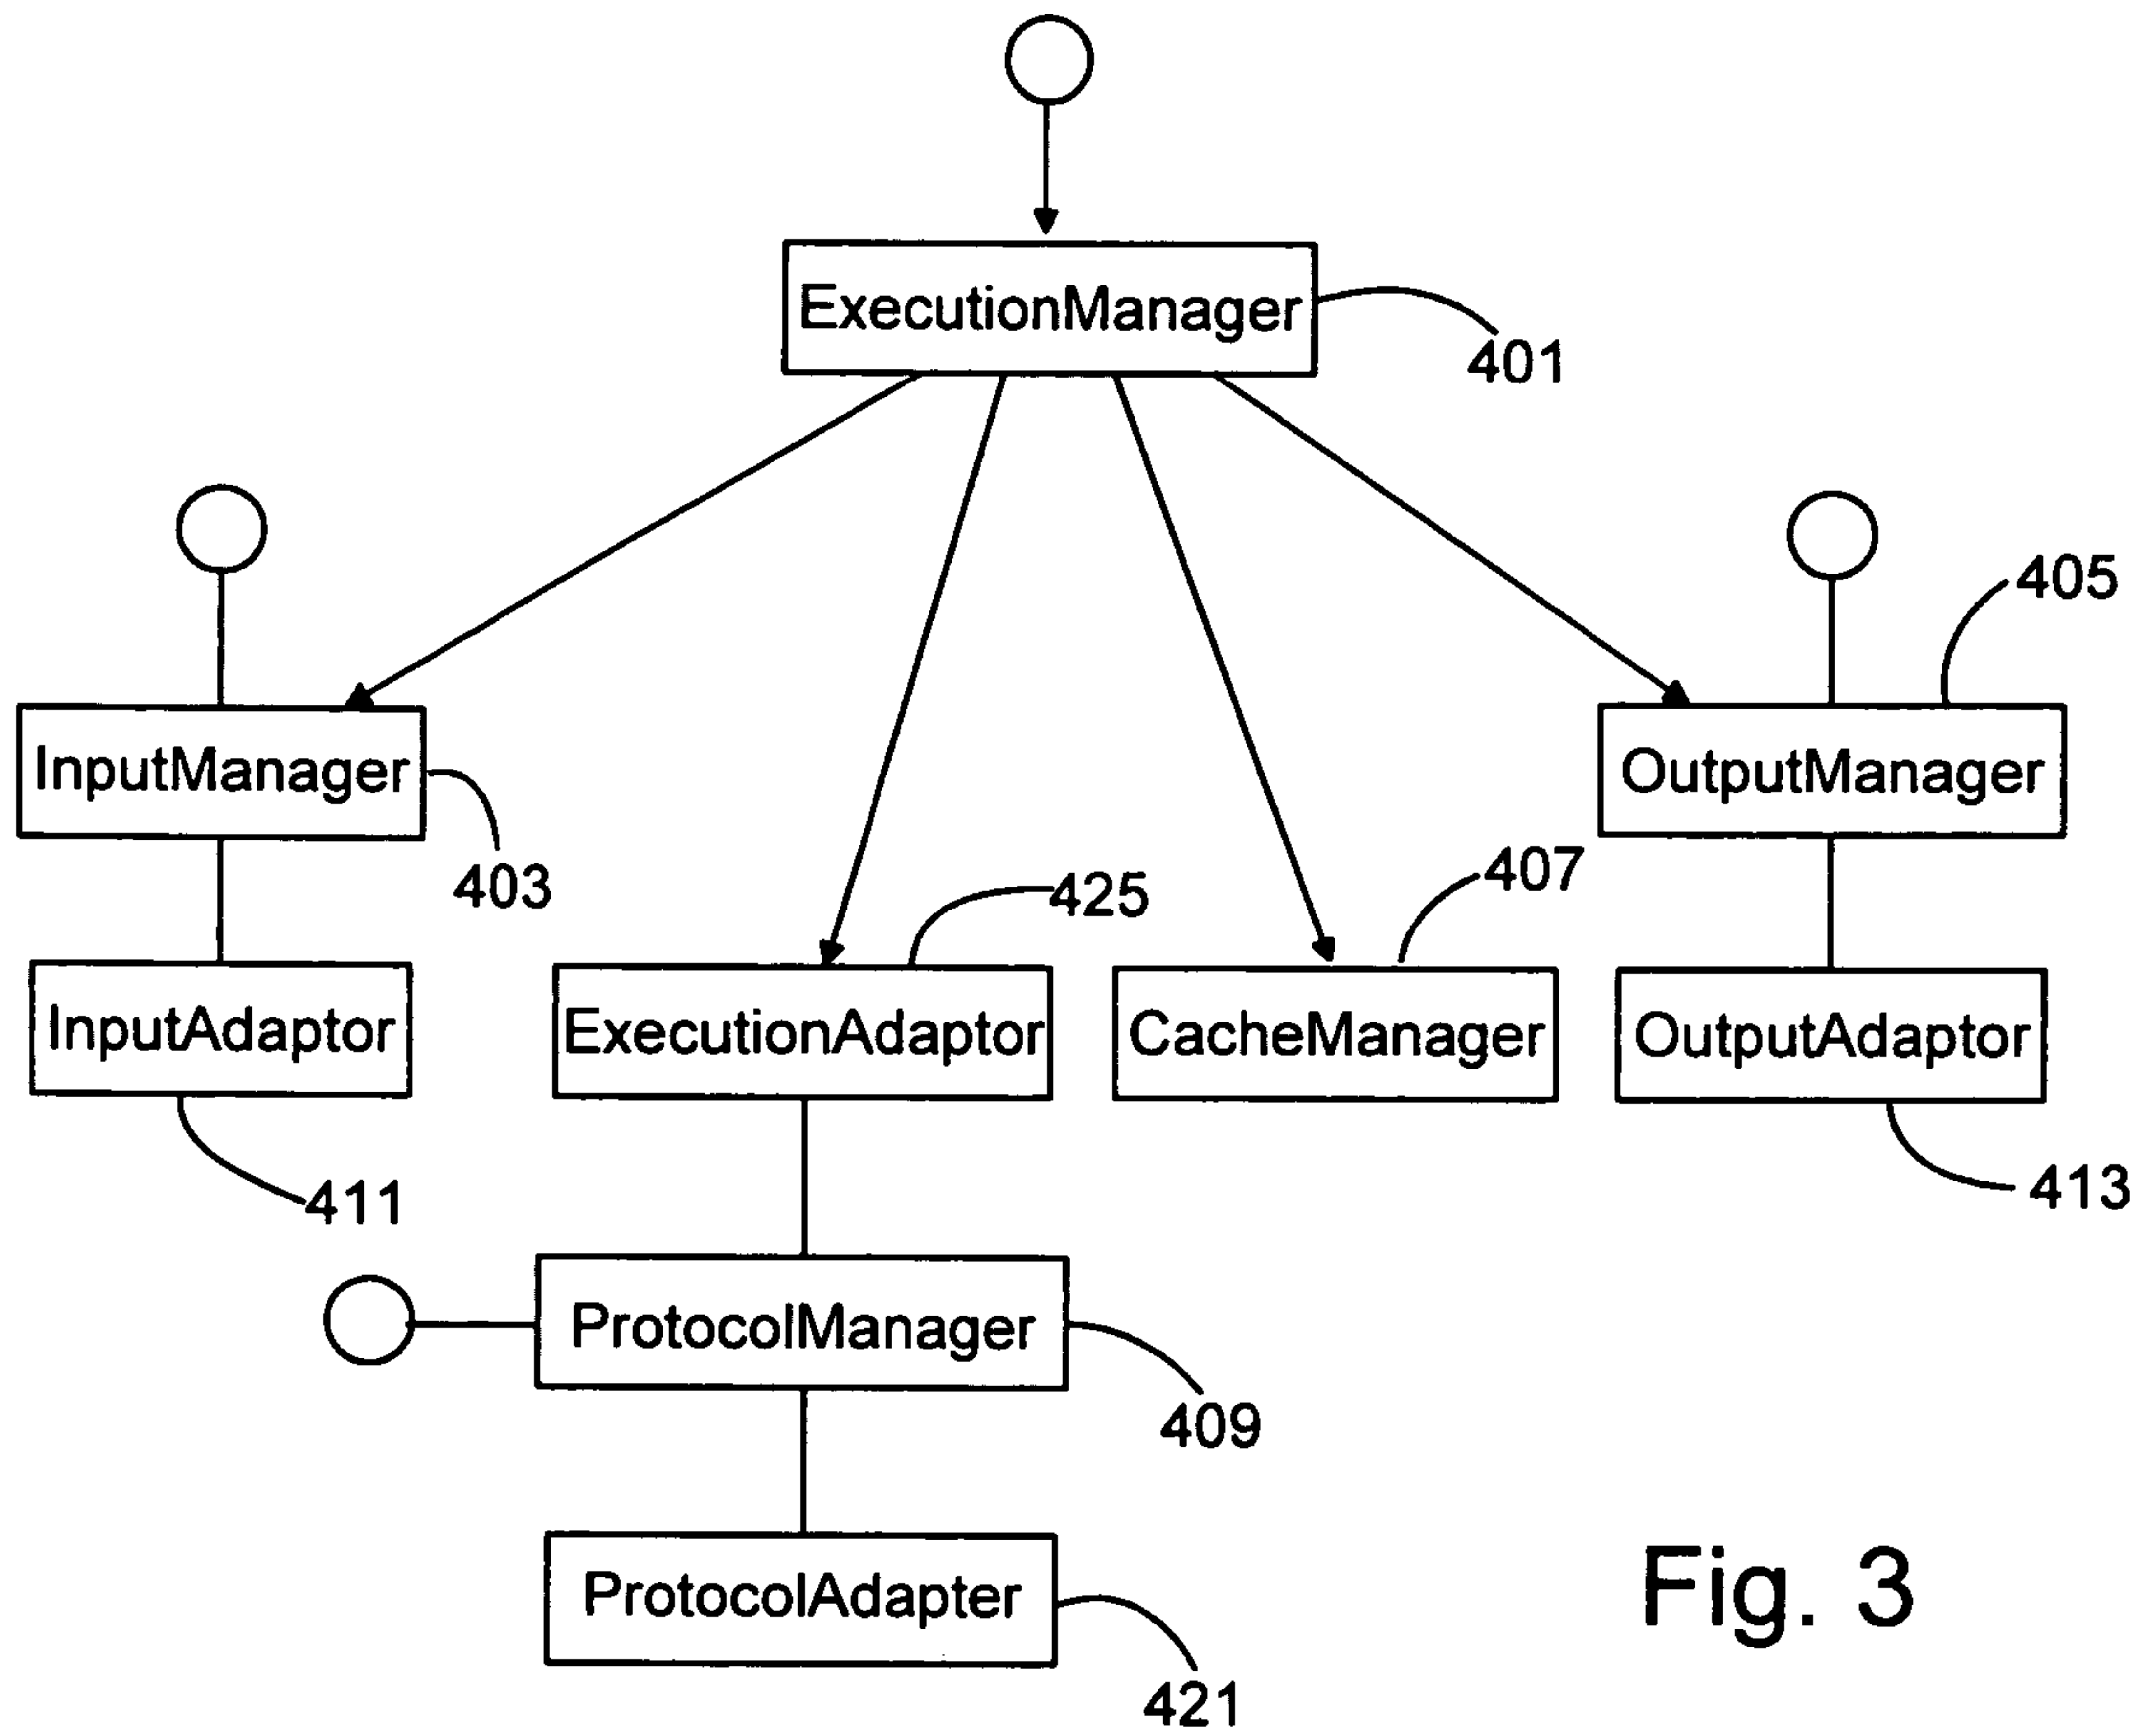 ExecutionManager
401
405
InputManager
OutputManager
403
425
407
InputAdaptor
ExecutionAdaptor
CacheManager
OutputAdaptor
411
413
ProtocolManager
409
ProtocolAdapter
421
Fig. 3